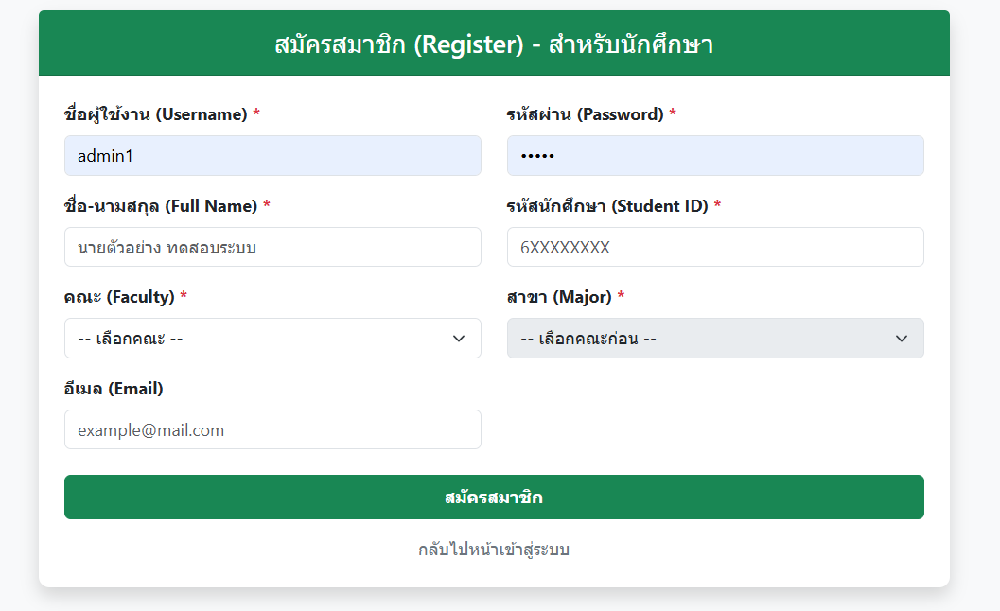 สมัครสมาชิก (Register) - สำหรับนักศึกษา
ชื่อผู้ใช้งาน (Username) * รหัสผ่าน (Password) *
admin1 •••••
ชื่อ-นามสกุล (Full Name) * รหัสนักศึกษา (Student ID) *
นายตัวอย่าง ทดสอบระบบ 6XXXXXXXX
คณะ (Faculty) * สาขา (Major) *
-- เลือกคณะ -- -- เลือกคณะก่อน --
อีเมล (Email)
example@mail.com
สมัครสมาชิก
กลับไปหน้าเข้าสู่ระบบ